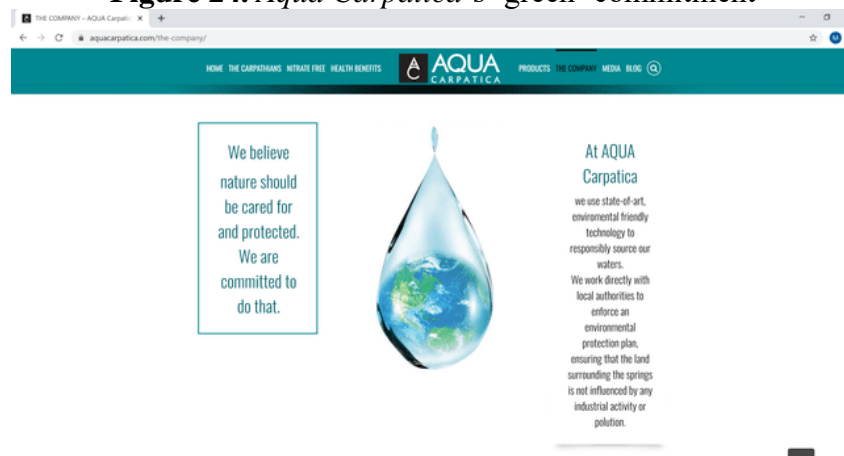 Figure 24. Aqua Carpatica's "green" commitment
THE COMPANY - AQUA Carpatic
aquacarpatica.com/the-company/
HOME THE CARPATHIANS NITRATE FREE HEALTH BENEFITS AQUA CARPATICA PRODUCTS THE COMPANY MEDIA BLOG
We believe
nature should
be cared for
and protected.
We are
committed to
do that.
At AQUA
Carpatica
we use state-of-art,
enviromental friendly
technology to
responsibly source our
waters.
We work directly with
local authorities to
enforce an
environmental
protection plan,
ensuring that the land
surrounding the springs
is not influenced by any
industrial activity or
polution.